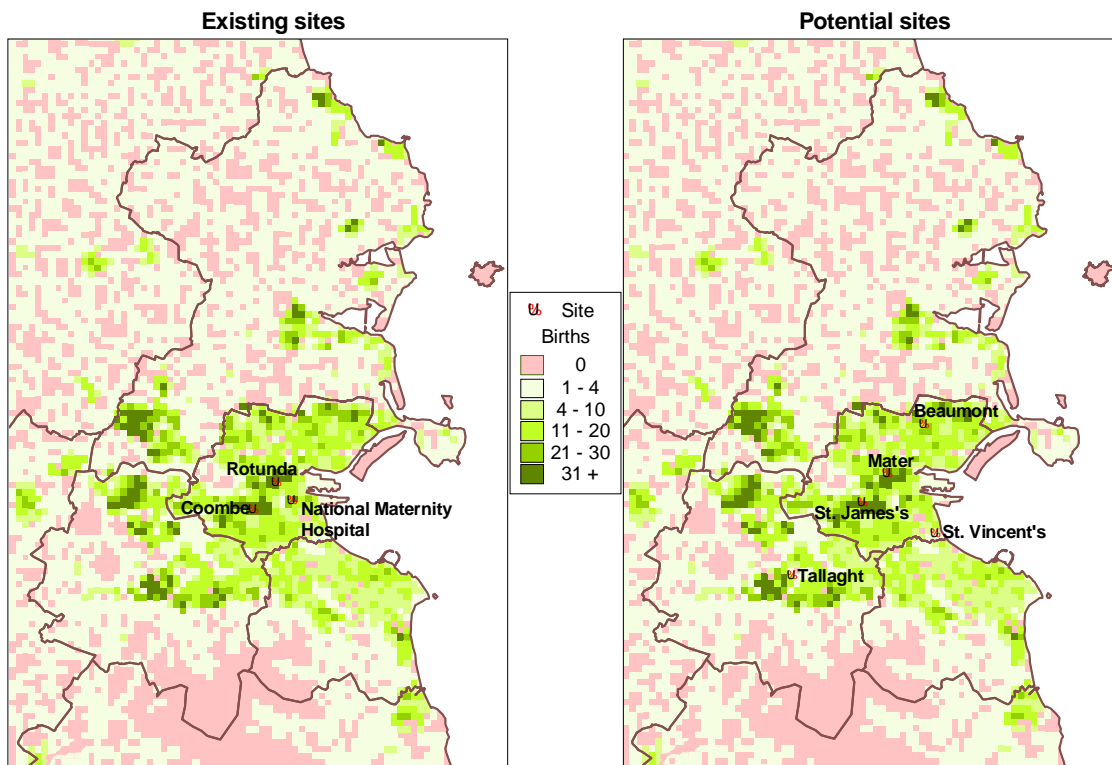 Existing sites
Potential sites
Site
Births
0
1 - 4
4 - 10
11 - 20
21 - 30
31 +
Rotunda
Coombe
National Maternity
Hospital
Beaumont
Mater
St. James's
St. Vincent's
Tallaght